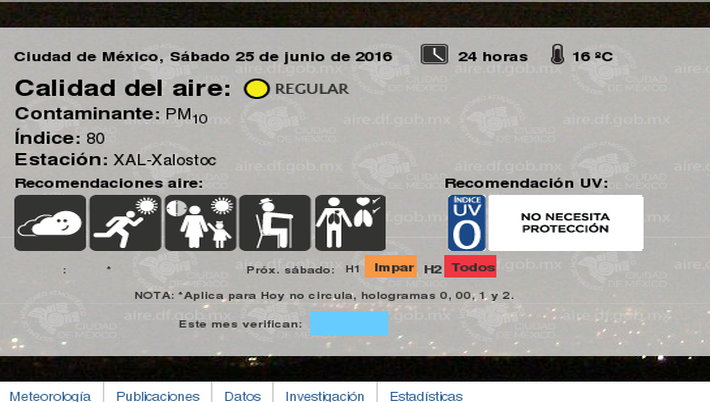 Ciudad de México, Sábado 25 de junio de 2016 24 horas 16 ºC
Calidad del aire: REGULAR
Contaminante: PM10
Índice: 80
Estación: XAL-Xalostoc
Recomendaciones aire: Recomendación UV:
ÍNDICE
UV
0
NO NECESITA
PROTECCIÓN
: * Próx. sábado: H1 Impar H2 Todos
NOTA: *Aplica para Hoy no circula, hologramas 0, 00, 1 y 2.
Este mes verifican:
Meteorología Publicaciones Datos Investigación Estadísticas
aire.df.gob.mx
CIUDAD
DE MÉXICO